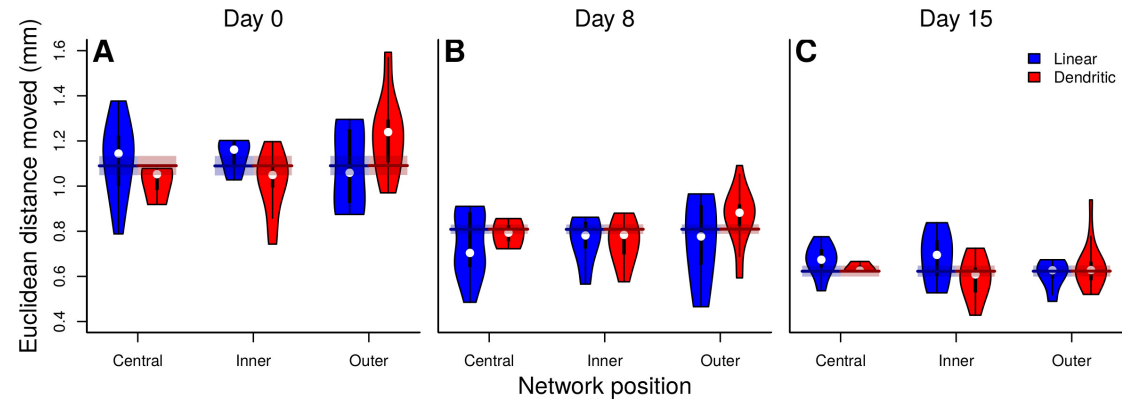 Day 0
Day 8
Day 15
A
B
C
Euclidean distance moved (mm)
1.6
1.4
1.2
1.0
0.8
0.6
0.4
Linear
Dendritic
Central
Inner
Outer
Central
Inner
Outer
Central
Inner
Outer
Network position